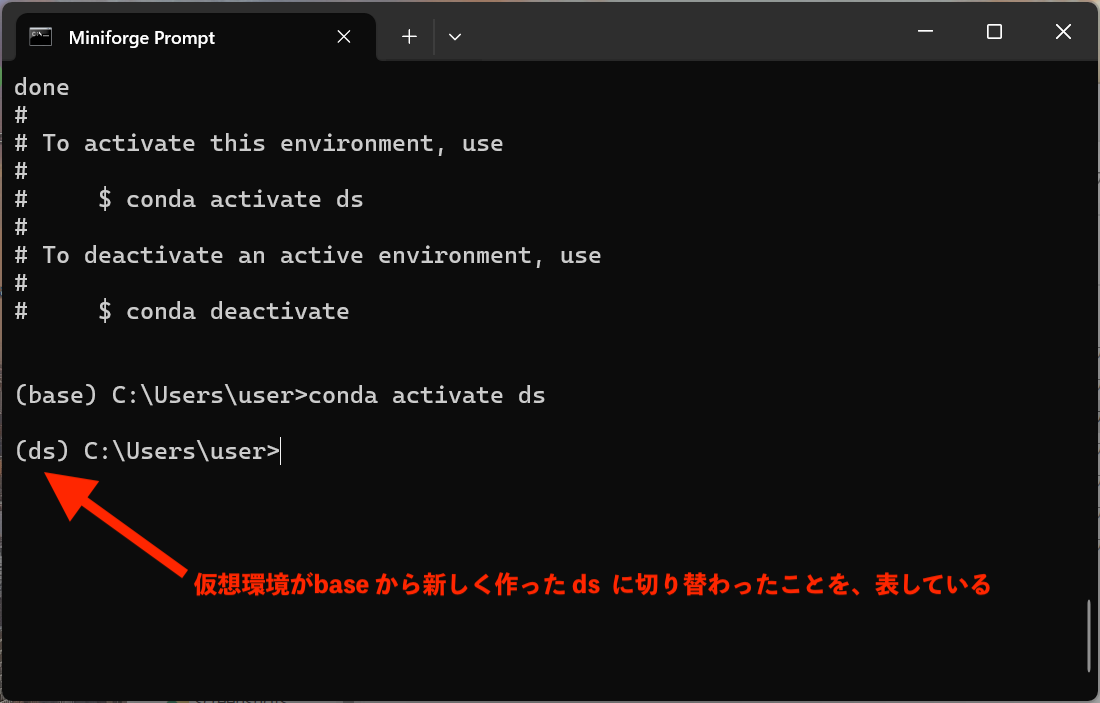 Miniforge Prompt
done
#
# To activate this environment, use
#
#     $ conda activate ds
#
# To deactivate an active environment, use
#
#     $ conda deactivate
(base) C:\Users\user>conda activate ds
(ds) C:\Users\user>
仮想環境がbase から新しく作った ds に切り替わったことを、表している